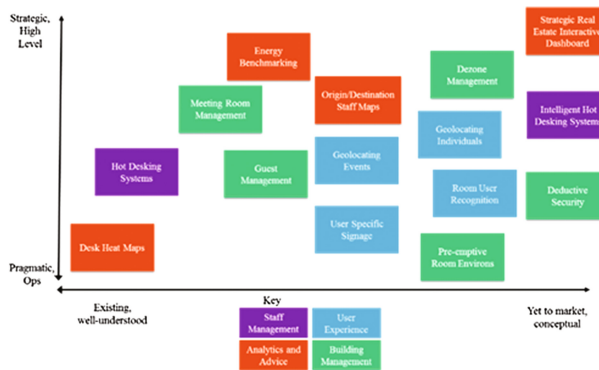 Strategic,
High
Level
Strategic Real
Estate Interactive
Dashboard
Energy
Benchmarking
Dezone
Management
Origin/Destination
Staff Maps
Meeting Room
Management
Intelligent Hot
Desking Systems
Geolocating
Individuals
Hot Desking
Systems
Guest
Management
Geolocating
Events
Room User
Recognition
Deductive
Security
User Specific
Signage
Desk Heat Maps
Pre-emptive
Room Environs
Pragmatic,
Ops
Existing,
well-understood
Key
Yet to market,
conceptual
Staff
Management
User
Experience
Analytics and
Advice
Building
Management